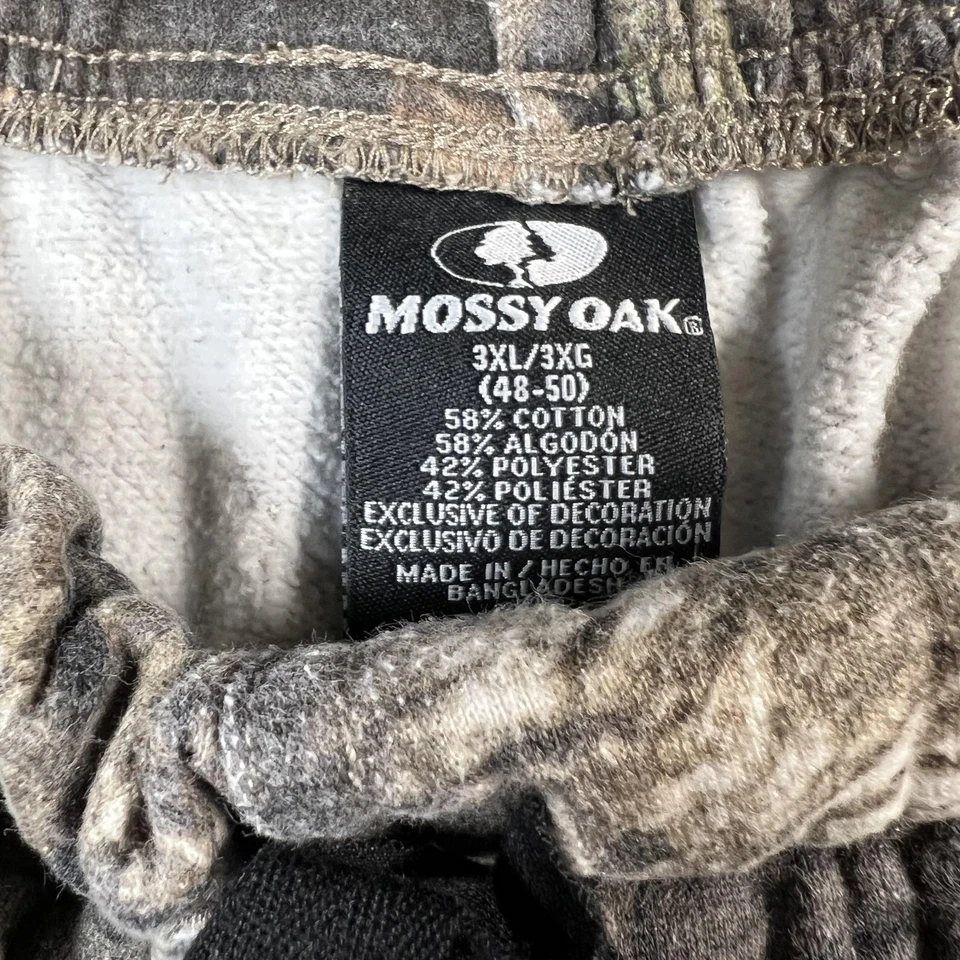 MOSSY OAK®
3XL/3XG
(48-50)
58% COTTON
58% ALGODÓN
42% POLYESTER
42% POLIÉSTER
EXCLUSIVE OF DECORATION
EXCLUSIVO DE DECORACIÓN
MADE IN / HECHO EN
BANGLADESH